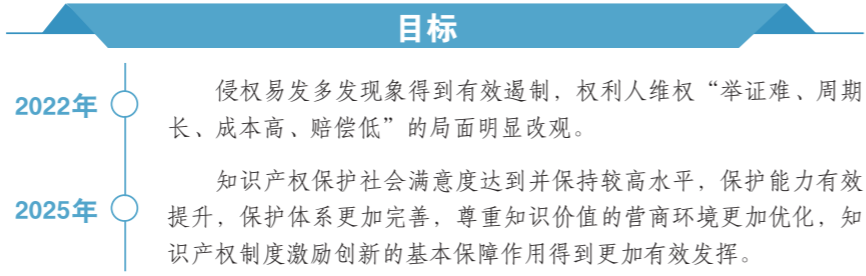 目标
2022年
侵权易发多发现象得到有效遏制，权利人维权“举证难、周期
长、成本高、赔偿低”的局面明显改观。
2025年
知识产权保护社会满意度达到并保持较高水平，保护能力有效
提升，保护体系更加完善，尊重知识价值的营商环境更加优化，知
识产权制度激励创新的基本保障作用得到更加有效发挥。